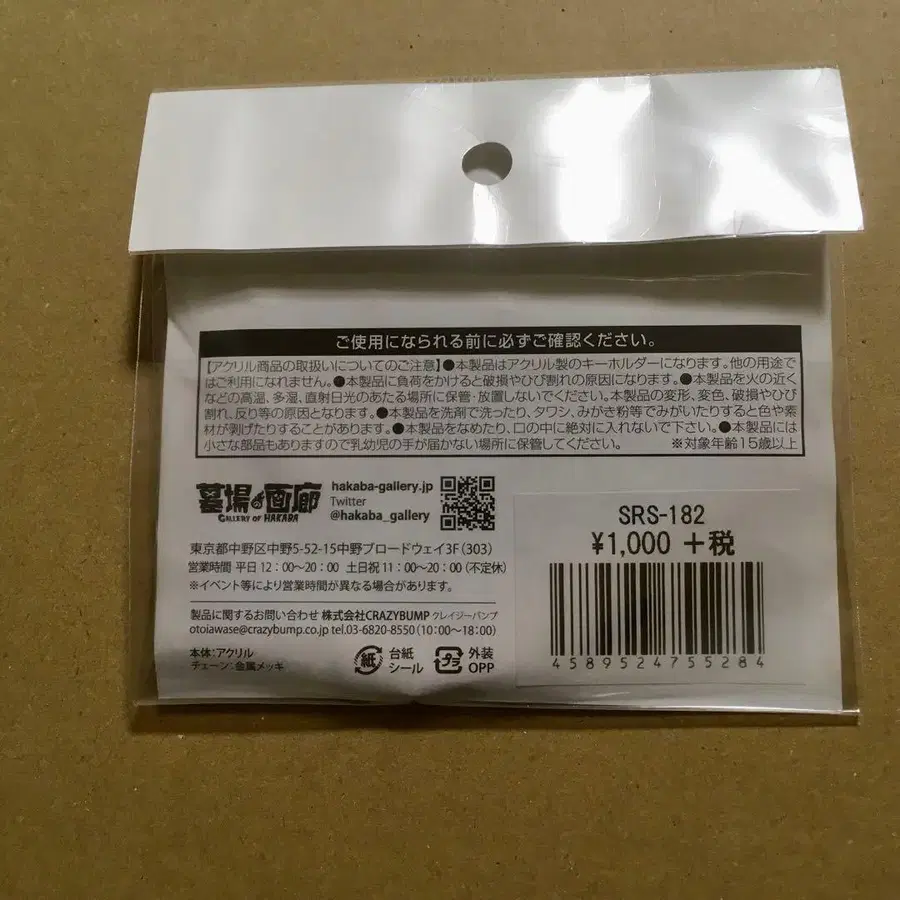 ご使用になられる前に必ずご確認ください。
【アクリル商品の取扱いについてのご注意】●本製品はアクリル製のキーホルダーになります。他の用途で
はご利用になれません。●本製品に負荷をかけると破損やひび割れの原因になります。●本製品を火の近く
などの高温、多湿、直射日光のあたる場所に保管・放置しないでください。本製品の変形、変色、破損やひび
割れ、反り等の原因となります。●本製品を洗剤で洗ったり、タワシ、みがき粉等でみがいたりすると色や素
材が剥げたりすることがあります。●本製品をなめたり、口の中に絶対に入れないで下さい。●本製品には
小さな部品もありますので乳幼児の手が届かない場所に保管してください。 ※対象年齢15歳以上
墓場の画廊
GALLERY OF HAKABA
hakaba-gallery.jp
Twitter
@hakaba_gallery
東京都中野区中野5-52-15中野ブロードウェイ3F(303)
営業時間 平日 12:00〜20:00 土日祝 11:00〜20:00 (不定休)
※イベント等により営業時間が異なる場合があります。
製品に関するお問い合わせ 株式会社CRAZYBUMP クレイジーバンプ
otoiawase@crazybump.co.jp tel.03-6820-8550 (10:00〜18:00)
本体:アクリル
チェーン:金属メッキ
紙 台紙
シール
プラ 外装
OPP
SRS-182
¥1,000 +税
4589524755284